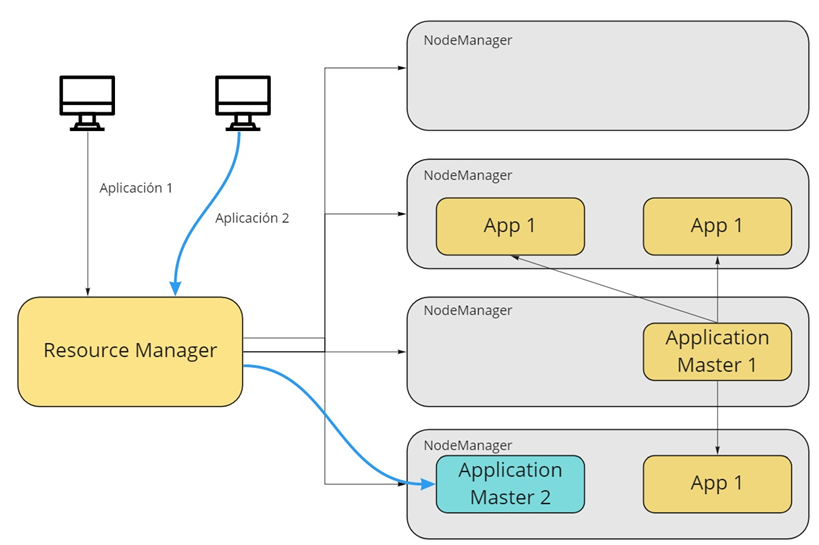 NodeManager
Aplicación 1
Aplicación 2
NodeManager
App 1
App 1
Resource Manager
NodeManager
Application
Master 1
NodeManager
Application
Master 2
App 1